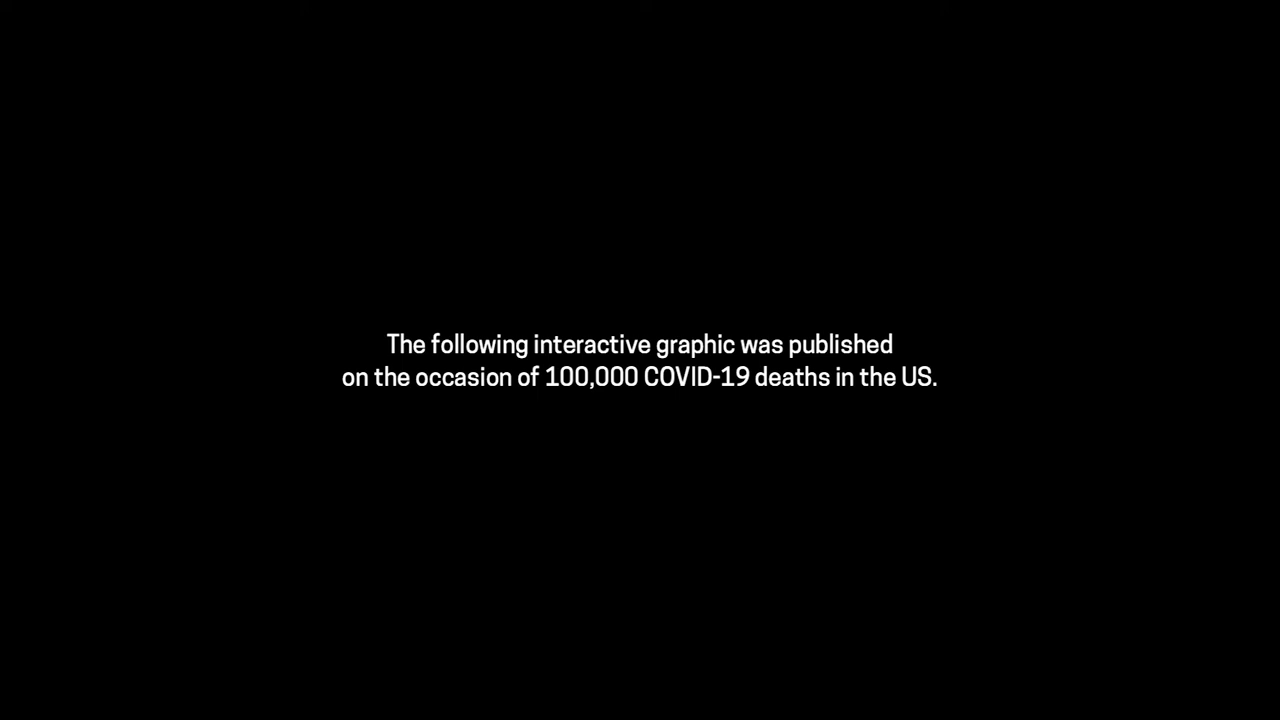 The following interactive graphic was published
on the occasion of 100,000 COVID-19 deaths in the US.